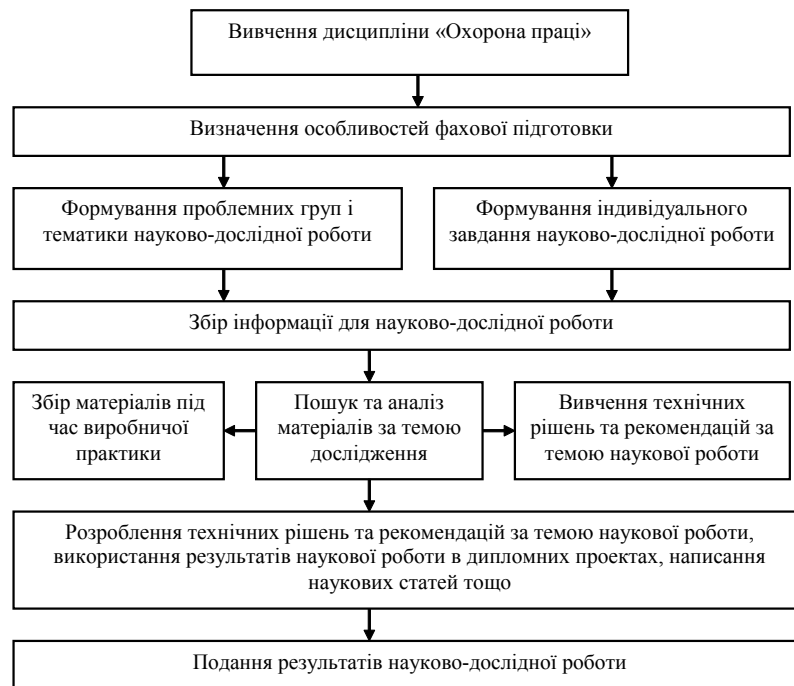 Вивчення дисципліни «Охорона праці»
Визначення особливостей фахової підготовки
Формування проблемних груп і
тематики науково-дослідної роботи
Формування індивідуального
завдання науково-дослідної роботи
Збір інформації для науково-дослідної роботи
Збір матеріалів під
час виробничої
практики
Пошук та аналіз
матеріалів за темою
дослідження
Вивчення технічних
рішень та рекомендацій за
темою наукової роботи
Розроблення технічних рішень та рекомендацій за темою наукової роботи,
використання результатів наукової роботи в дипломних проектах, написання
наукових статей тощо
Подання результатів науково-дослідної роботи